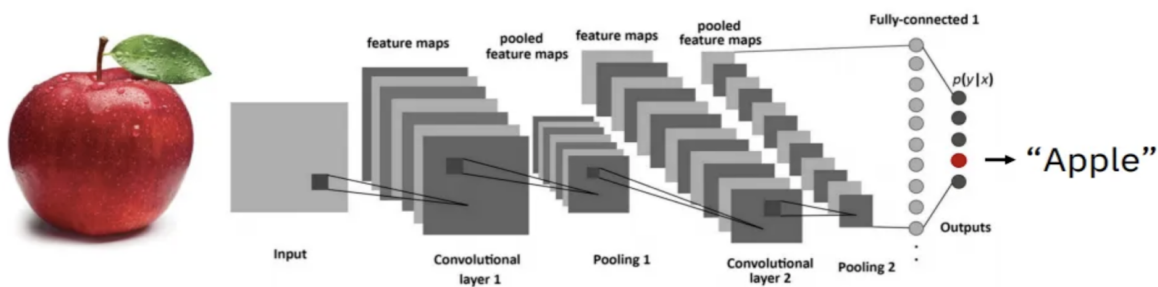 feature maps
pooled
feature maps
feature maps
pooled
feature maps
Fully-connected 1
p(y|x)
“Apple”
Outputs
Input
Convolutional
layer 1
Pooling 1
Convolutional
layer 2
Pooling 2